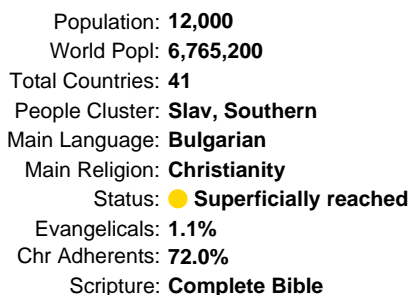 Population: 12,000
World Popl: 6,765,200
Total Countries: 41
People Cluster: Slav, Southern
Main Language: Bulgarian
Main Religion: Christianity
Status: Superficially reached
Evangelicals: 1.1%
Chr Adherents: 72.0%
Scripture: Complete Bible